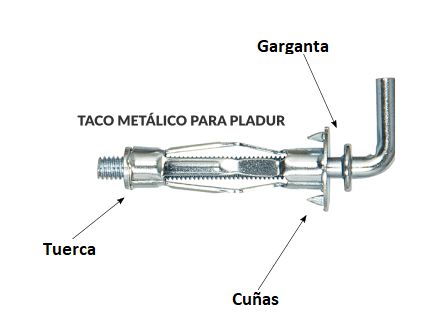 Garganta
TACO METÁLICO PARA PLADUR
Tuerca
Cuñas